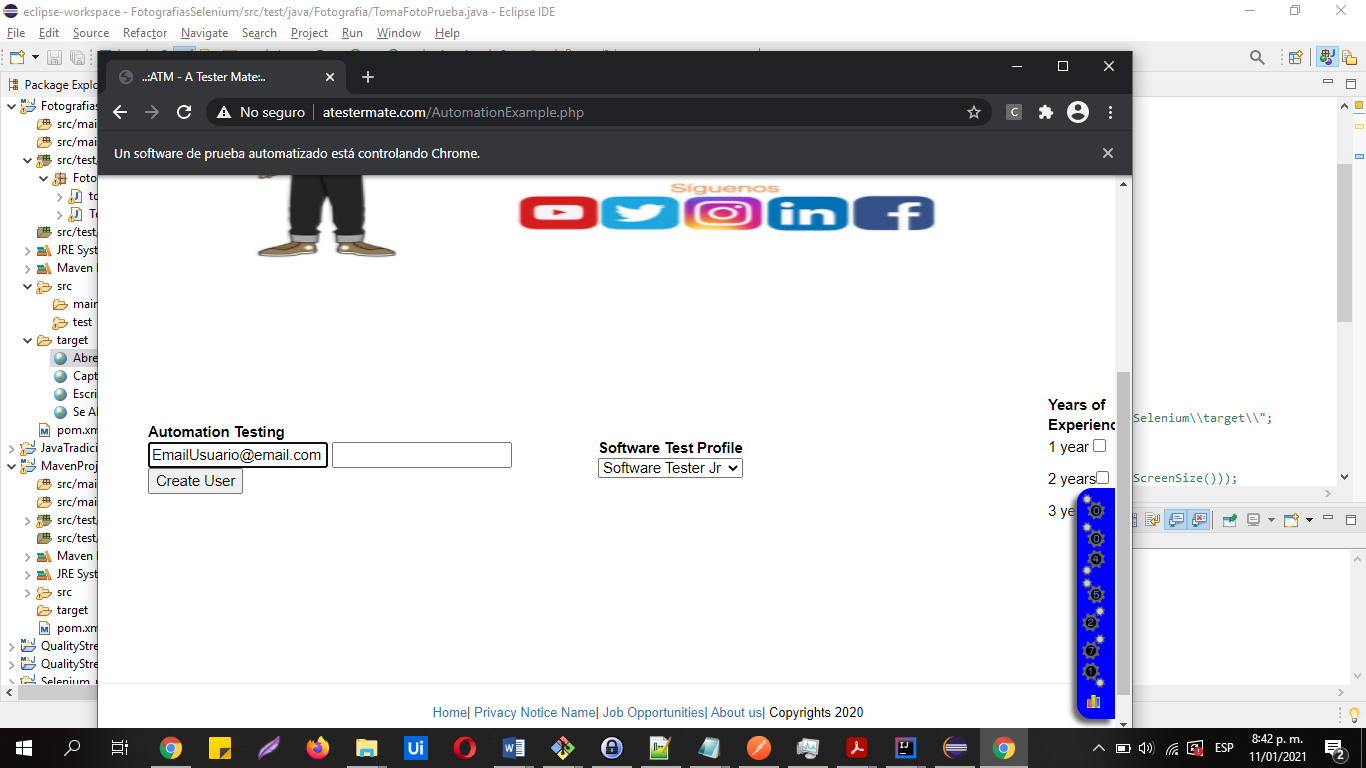 eclipse-workspace - FotografiasSelenium/src/test/java/Fotografia/TomaFotoPrueba.java - Eclipse IDE
File Edit Source Refactor Navigate Search Project Run Window Help
..:ATM - A Tester Mate:..
Package Explo
No seguro atestermate.com/AutomationExample.php
Un software de prueba automatizado está controlando Chrome.
Fotografias
src/mai
src/mai
src/test,
Foto
to
To
src/test,
JRE Syst
Maven I
src
main
test
target
Abre
Capt
Escri
Se Al
pom.xm
JavaTradici
MavenProj
src/mai
src/mai
src/test,
src/test,
Maven I
JRE Syst
src
target
pom.xm
QualityStre
QualityStre
Selenium
Síguenos
Automation Testing
EmailUsuario@email.com
Create User
Software Test Profile
Software Tester Jr
Years of
Experienc
1 year
2 years
3 ye
0
0
4
5
2
7
1
Selenium\\target\\";
ScreenSize()));
Home| Privacy Notice Name| Job Opportunities| About us| Copyrights 2020
ESP
8:42 p. m.
11/01/2021
2